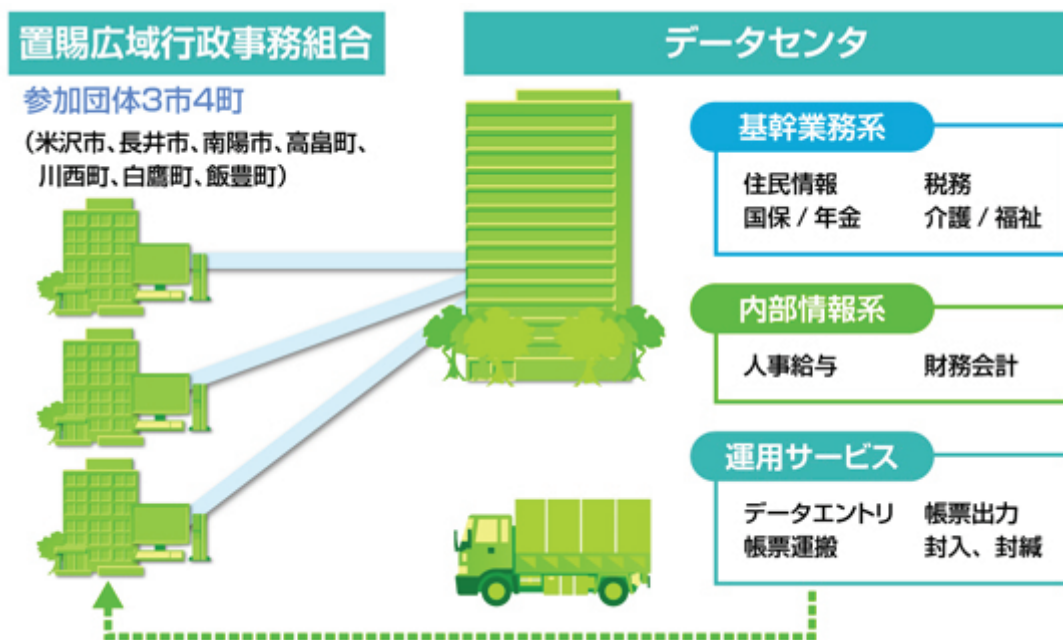 置賜広域行政事務組合
データセンタ
参加団体3市4町
（米沢市、長井市、南陽市、高畠町、
川西町、白鷹町、飯豊町）
基幹業務系
住民情報 税務
国保 / 年金 介護 / 福祉
内部情報系
人事給与 財務会計
運用サービス
データエントリ 帳票出力
帳票運搬 封入、封緘